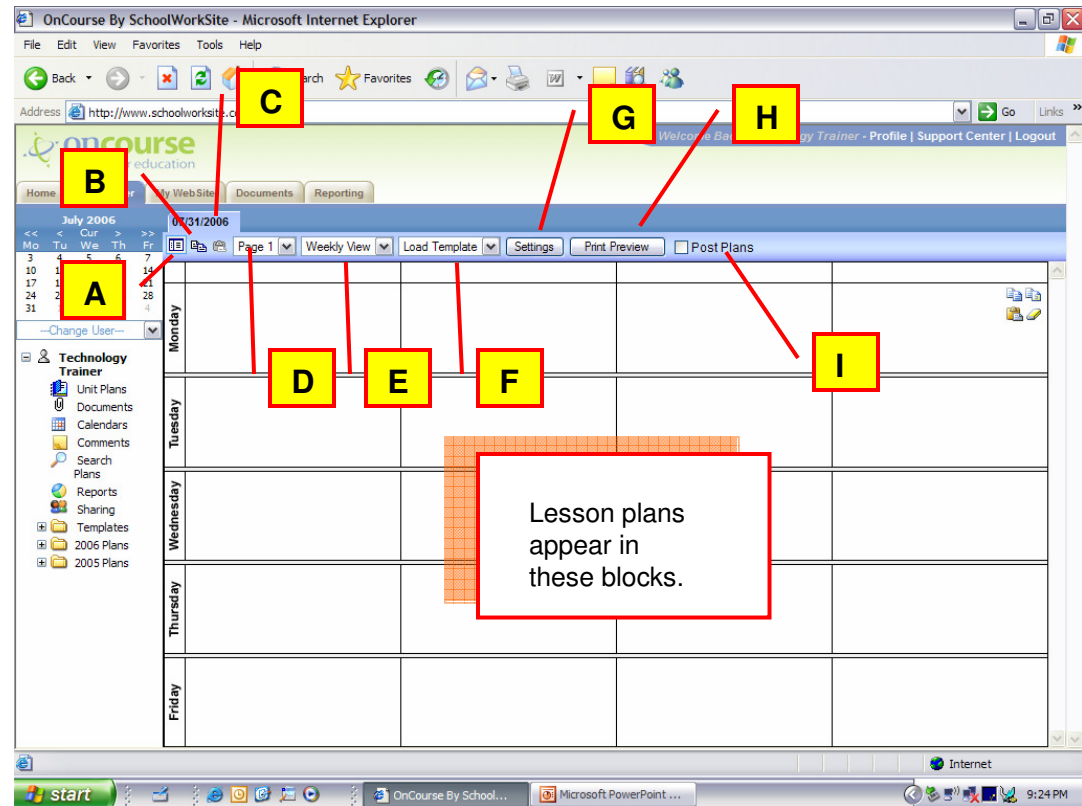 OnCourse By SchoolWorkSite - Microsoft Internet Explorer
File Edit View Favorites Tools Help
Back Favorites
Address http://www.schoolworksite.c Go Links »
C
G
H
oncourse
education
Profile | Support Center | Logout
B
Home My WebSite Documents Reporting
July 2006
<< < Cur > >>
Mo Tu We Th Fr
3 4 5 6 7
10 14
17 21
24 28
31 4
07/31/2006
Page 1 Weekly View Load Template Settings Print Preview Post Plans
A
---Change User---
Technology
Trainer
Unit Plans
Documents
Calendars
Comments
Search
Plans
Reports
Sharing
Templates
2006 Plans
2005 Plans
D
E
F
I
Monday
Tuesday
Wednesday
Thursday
Friday
Lesson plans
appear in
these blocks.
Internet
start OnCourse By School... Microsoft PowerPoint ... 9:24 PM